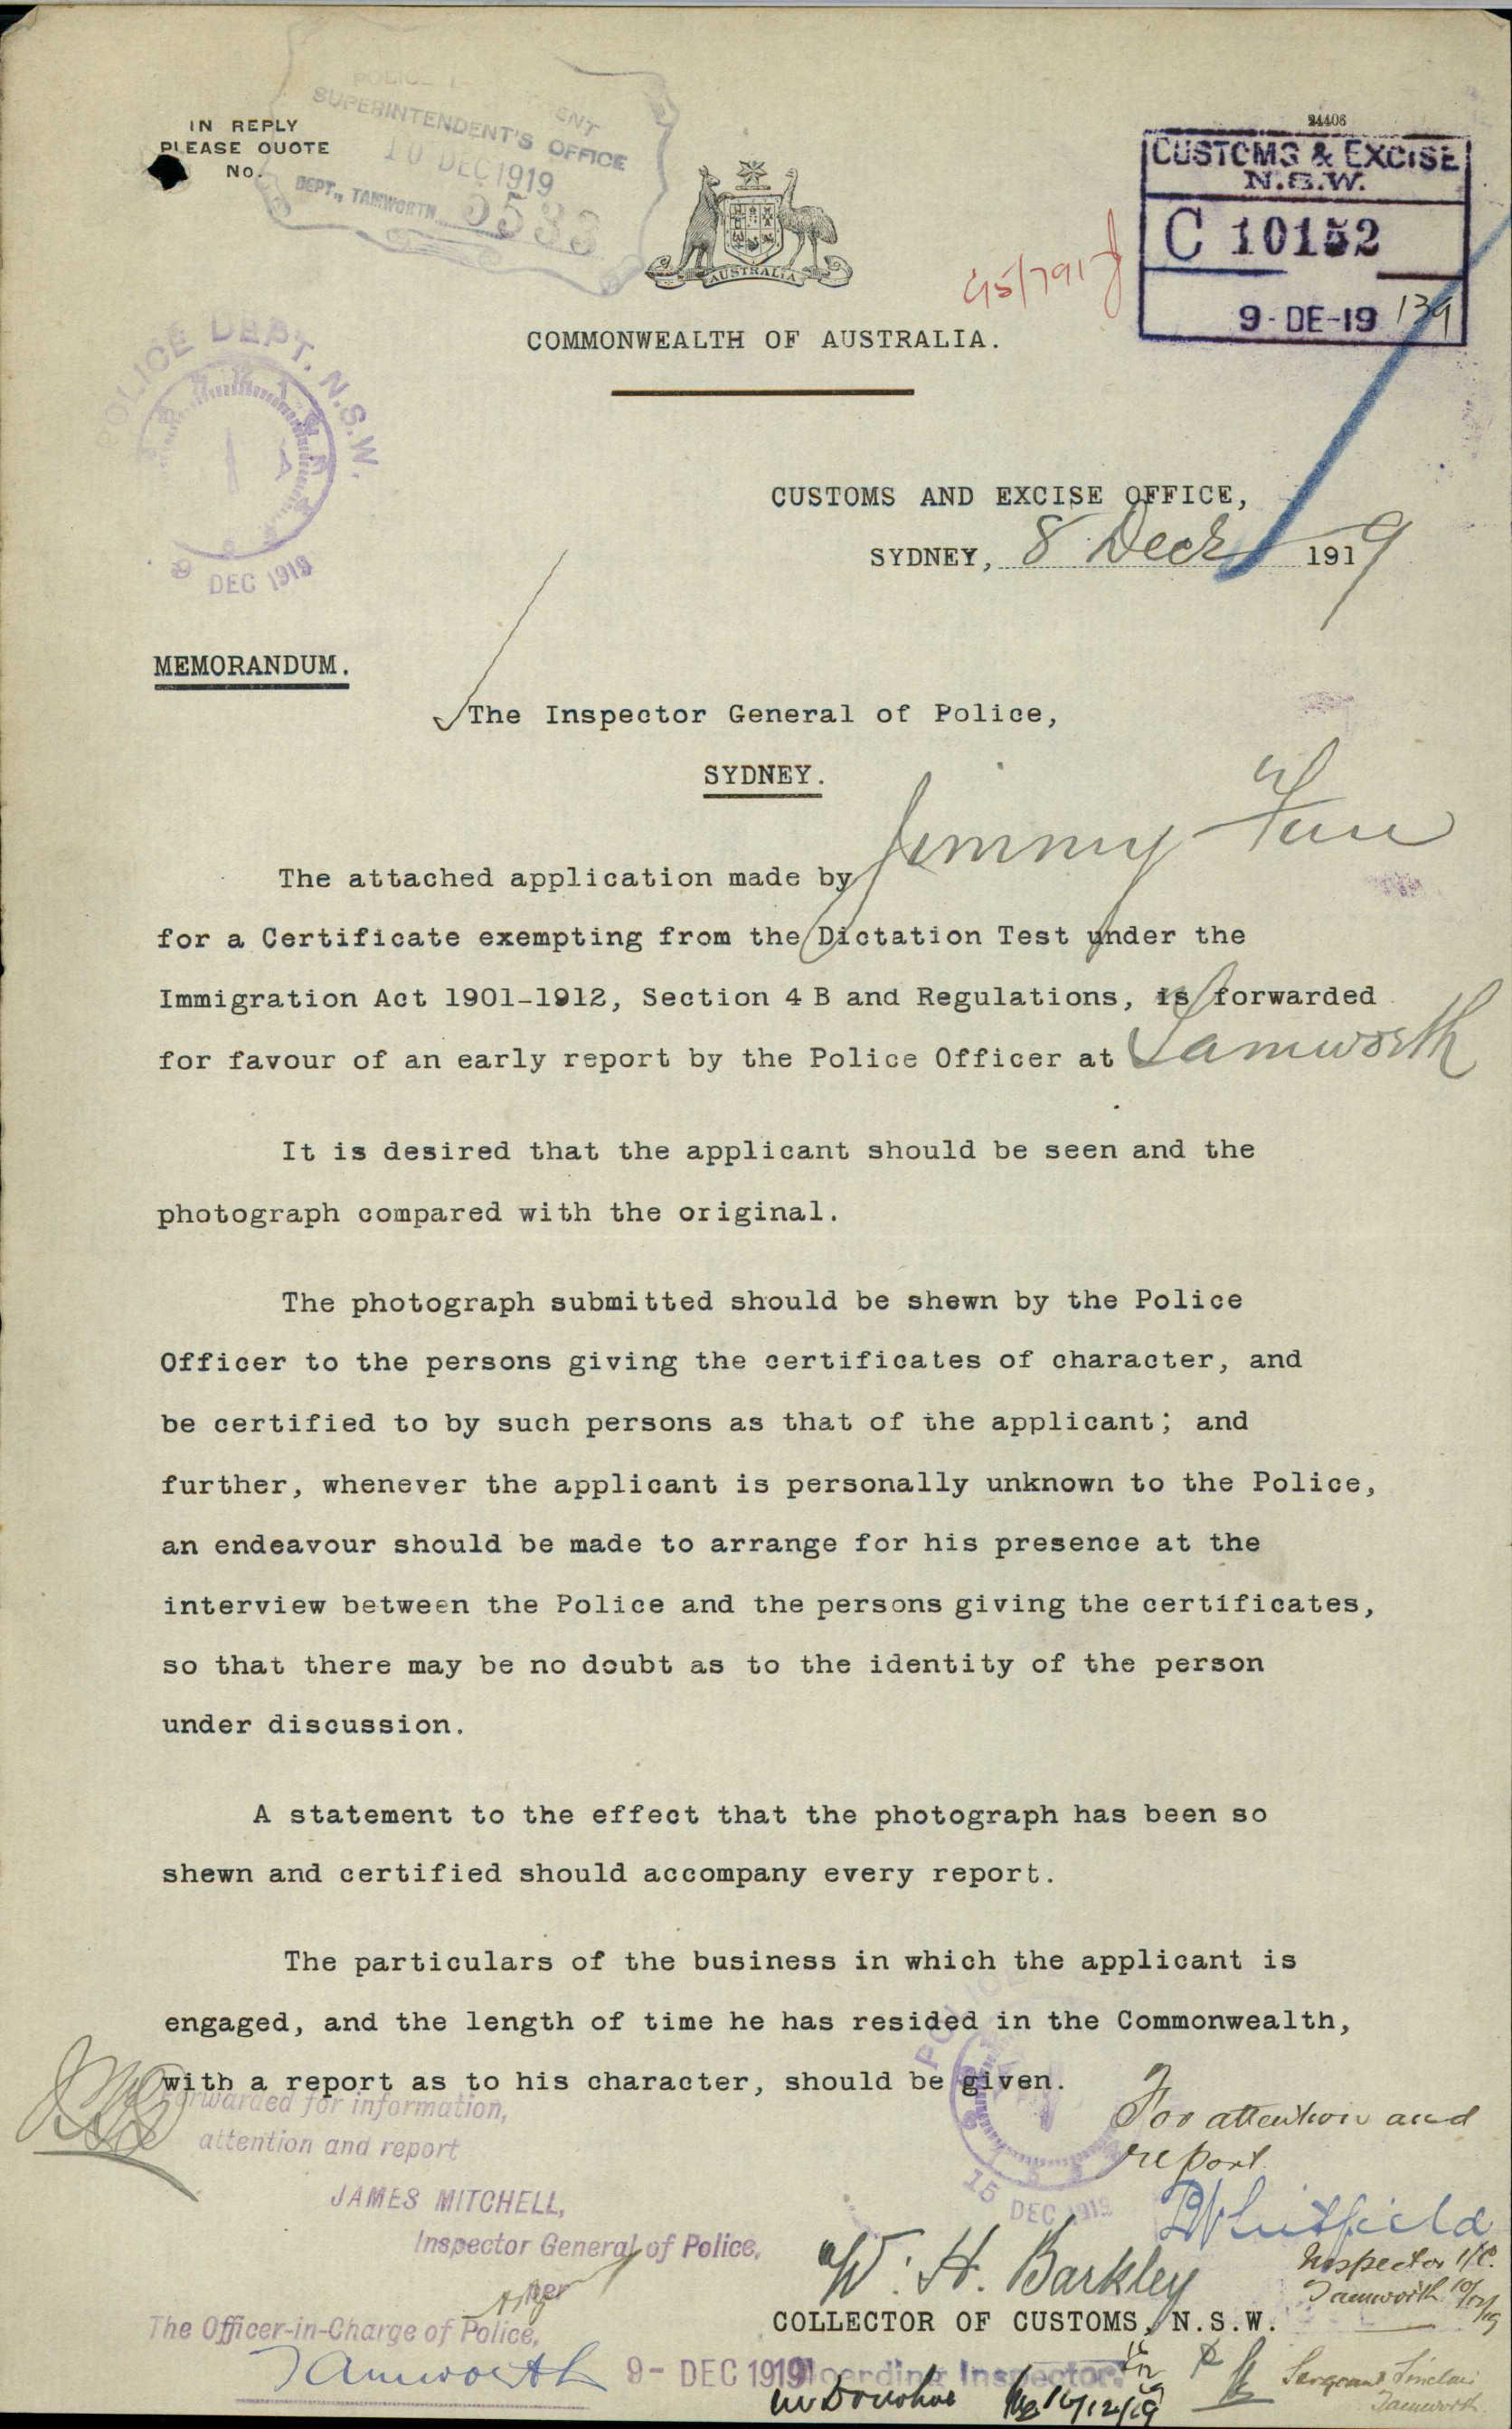 IN REPLY
PLEASE QUOTE
No.
SUPERINTENDENT'S OFFICE
10 DEC 1919
DEPT., TAMWORTH
AUSTRALIA
24406
CUSTOMS & EXCISE
N.S.W.
C 10152
9-DE-19
COMMONWEALTH OF AUSTRALIA.
POLICE DEPT. N.S.W.
DEC 1919
CUSTOMS AND EXCISE OFFICE,
SYDNEY, 8 Decr 1919
MEMORANDUM.
The Inspector General of Police,
SYDNEY.
The attached application made by Jimmy
for a Certificate exempting from the Dictation Test under the
Immigration Act 1901-1912, Section 4 B and Regulations, is forwarded
for favour of an early report by the Police Officer at Tamworth
It is desired that the applicant should be seen and the
photograph compared with the original.
The photograph submitted should be shewn by the Police
Officer to the persons giving the certificates of character, and
be certified to by such persons as that of the applicant; and
further, whenever the applicant is personally unknown to the Police,
an endeavour should be made to arrange for his presence at the
interview between the Police and the persons giving the certificates,
so that there may be no doubt as to the identity of the person
under discussion.
A statement to the effect that the photograph has been so
shewn and certified should accompany every report.
The particulars of the business in which the applicant is
engaged, and the length of time he has resided in the Commonwealth,
with a report as to his character, should be given.
Forwarded for information,
attention and report
JAMES MITCHELL,
Inspector General of Police,
per
The Officer-in-Charge of Police,
Tamworth
9- DEC 1919
15 DEC 1919
For attention and
report
Whitfield
Inspector I/C.
Tamworth 10/12/19
W. H. Barkley
COLLECTOR OF CUSTOMS, N.S.W.
Boarding Inspector.
McDonohoe
16/12/19
Sergeant Sinclair
Tamworth